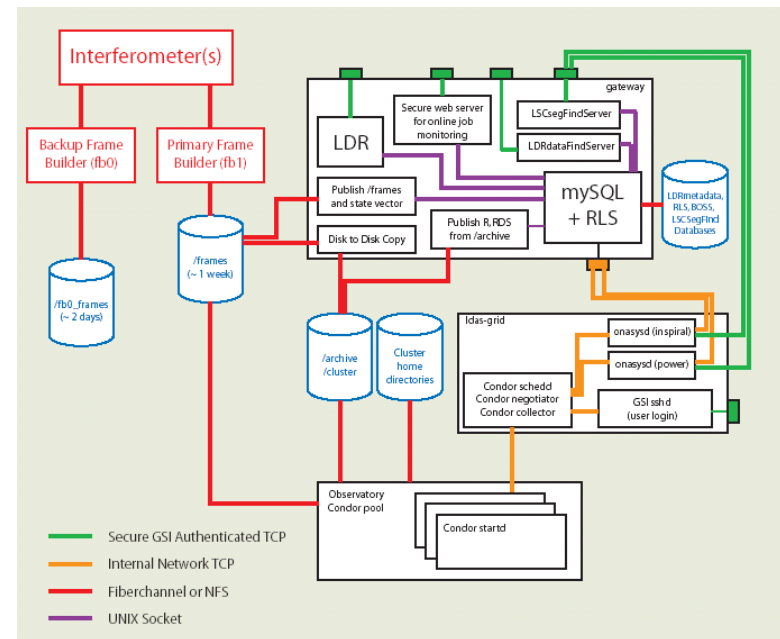 Interferometer(s)
gateway
Backup Frame
Builder (fb0)
Primary Frame
Builder (fb1)
LDR
Secure web server
for online job
monitoring
LSCsegFindServer
LDRdataFindServer
mySQL
+ RLS
LDRmetadata,
RLS, BOSS,
LSCSegFind
Databases
Publish /frames
and state vector
Publish R, RDS
from /archive
Disk to Disk Copy
/frames
(~ 1 week)
/fb0_frames
(~ 2 days)
/archive
/cluster
Cluster
home
directories
ldas-grid
onasysd (inspiral)
onasysd (power)
Condor schedd
Condor negotiator
Condor collector
GSI sshd
(user login)
Observatory
Condor pool
Condor startd
Secure GSI Authenticated TCP
Internal Network TCP
Fiberchannel or NFS
UNIX Socket